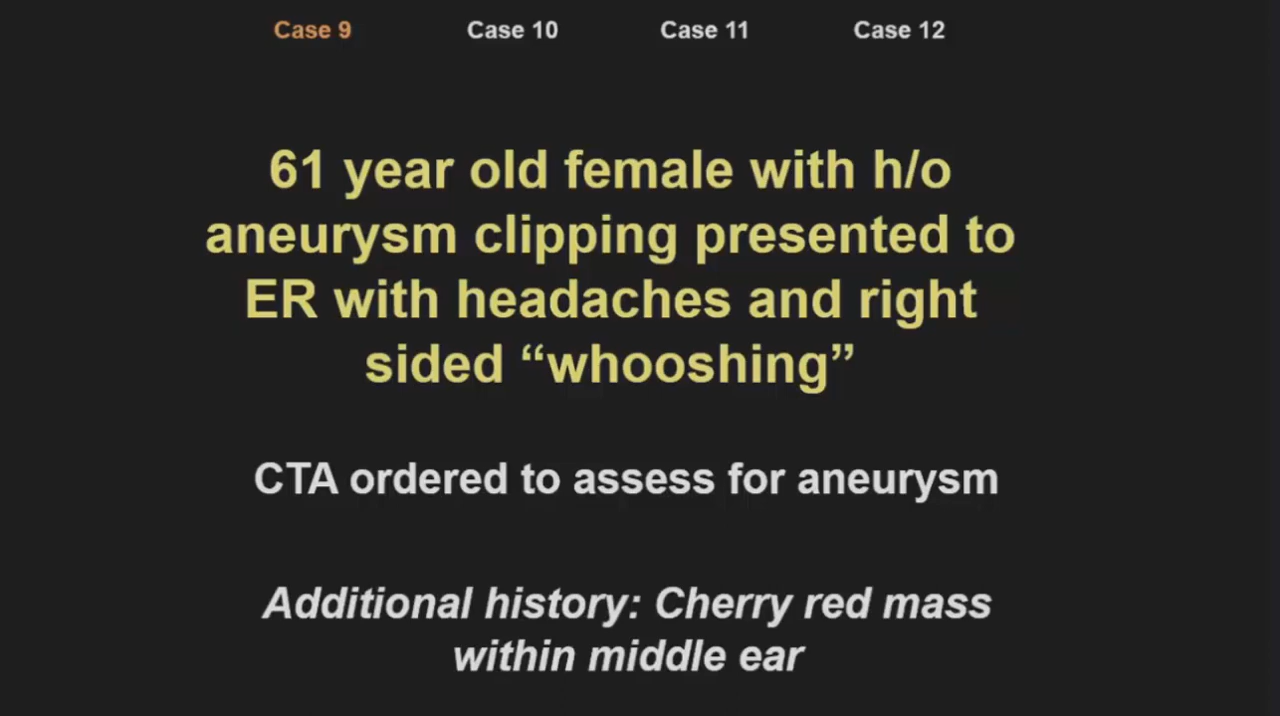 Case 9 Case 10 Case 11 Case 12
61 year old female with h/o
aneurysm clipping presented to
ER with headaches and right
sided “whooshing”
CTA ordered to assess for aneurysm
Additional history: Cherry red mass
within middle ear